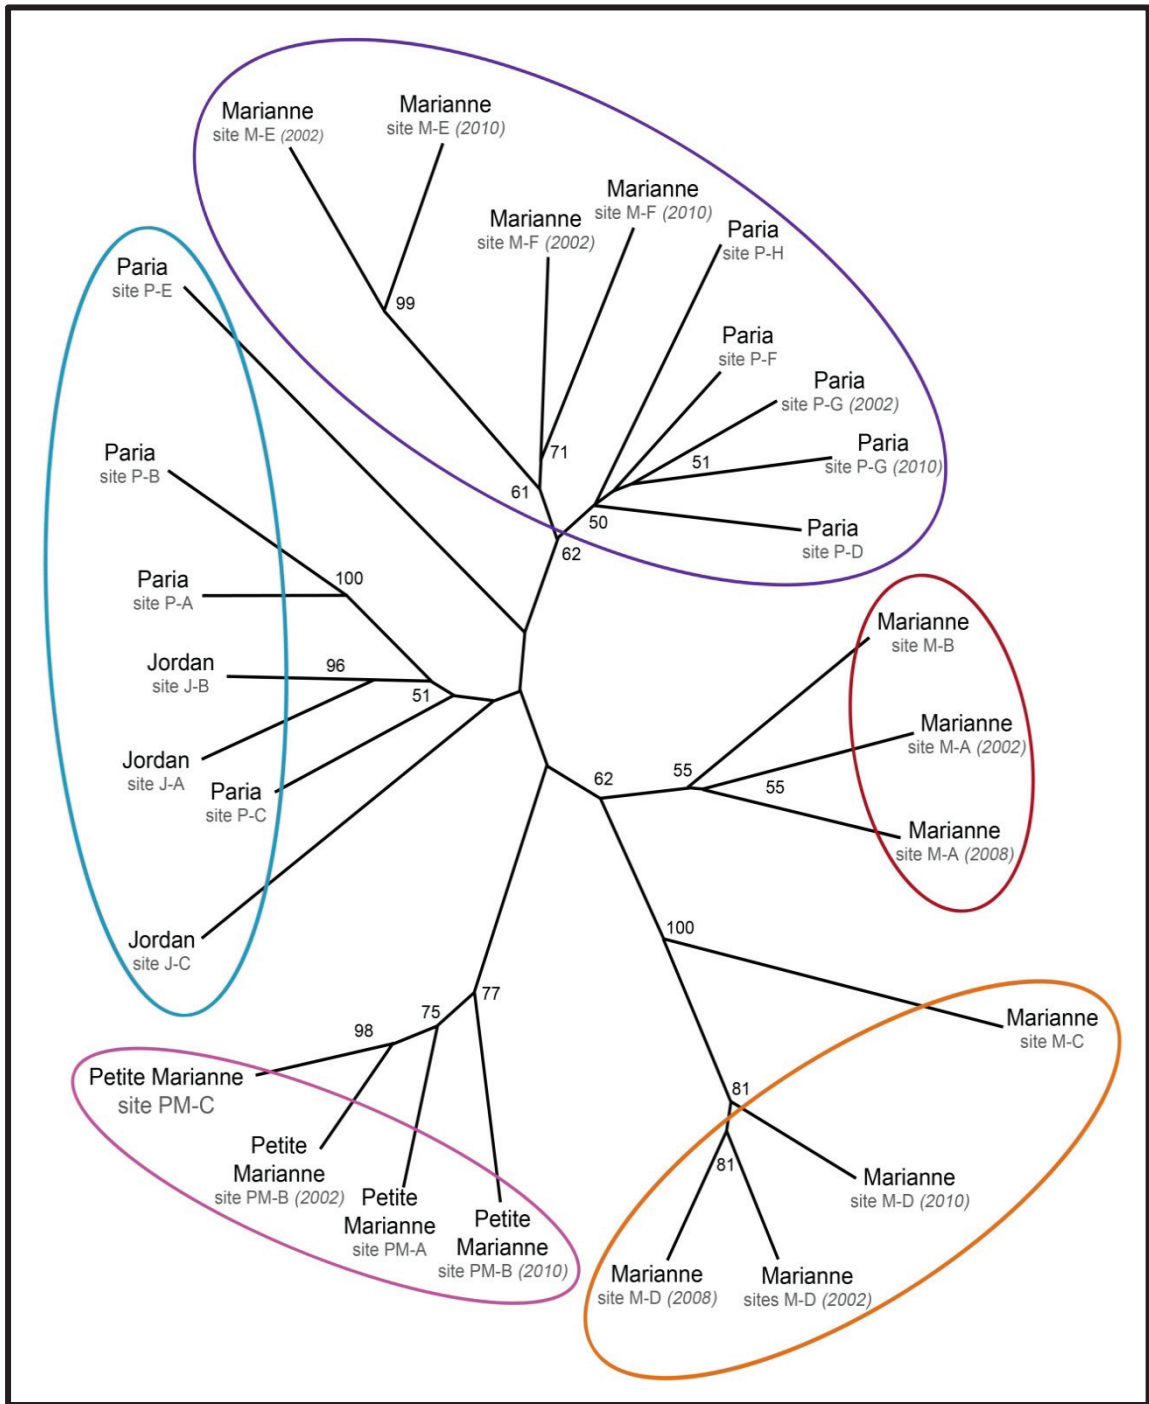 Marianne
site M-E (2002)
Marianne
site M-E (2010)
Marianne
site M-F (2002)
Marianne
site M-F (2010)
Paria
site P-H
Paria
site P-F
Paria
site P-G (2002)
Paria
site P-G (2010)
Paria
site P-D
99
71
61
51
50
62
Paria
site P-E
Paria
site P-B
Paria
site P-A
Jordan
site J-B
Jordan
site J-A
Paria
site P-C
Jordan
site J-C
100
96
51
Marianne
site M-B
Marianne
site M-A (2002)
Marianne
site M-A (2008)
62
55
55
100
Marianne
site M-C
81
81
Marianne
site M-D (2010)
Marianne
site M-D (2008)
Marianne
sites M-D (2002)
77
75
98
Petite Marianne
site PM-C
Petite
Marianne
site PM-B (2002)
Petite
Marianne
site PM-A
Petite
Marianne
site PM-B (2010)